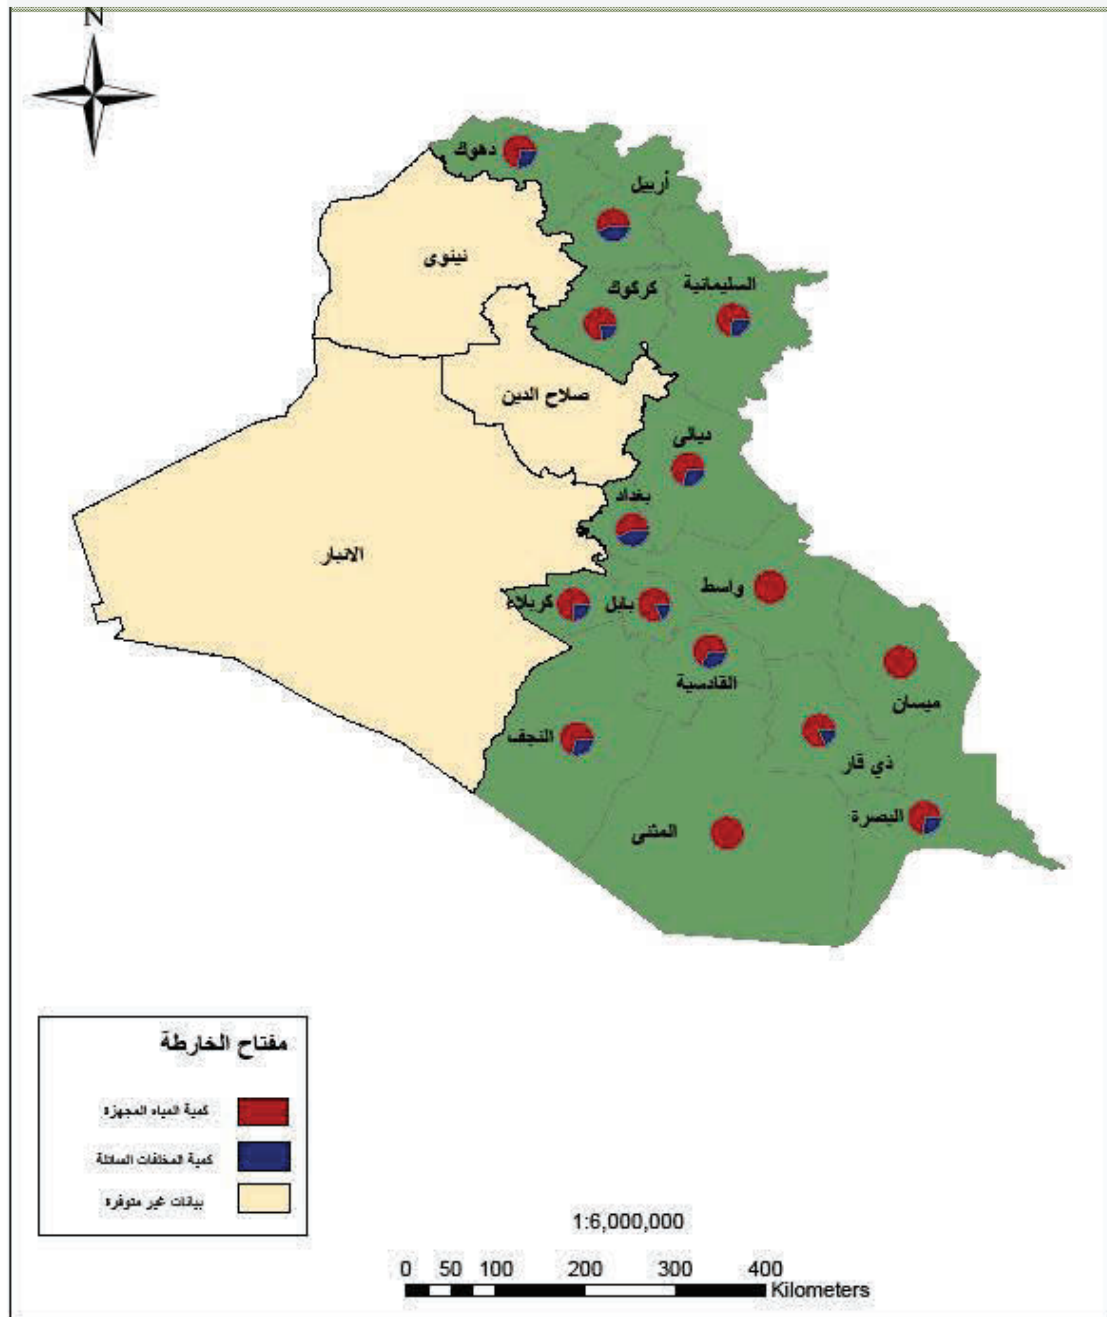 N
دهوك
أربيل
نينوى
كركوك
السليمانية
صلاح الدين
ديالى
بغداد
الانبار
واسط
بابل
كربلاء
القادسية
ميسان
النجف
ذي قار
البصرة
المثنى
مفتاح الخارطة
كمية المياه المجهزة
كمية المخلفات السائلة
بيانات غير متوفرة
1:6,000,000
0 50 100 200 300 400
Kilometers